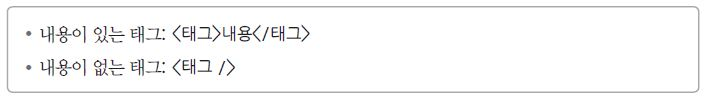 • 내용이 있는 태그: <태그>내용</태그>
• 내용이 없는 태그: <태그 />